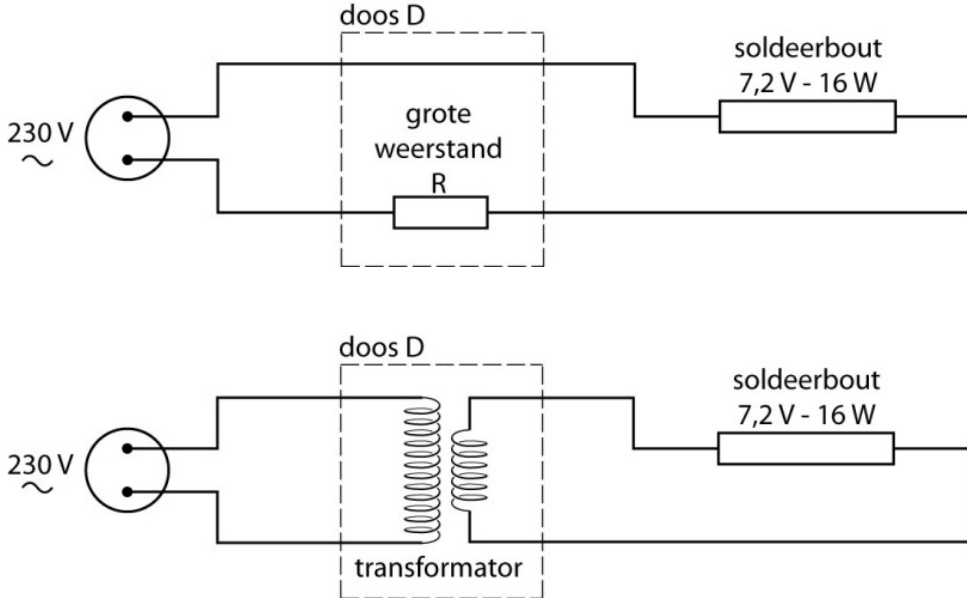 doos D
soldeerbout
7,2 V - 16 W
grote
weerstand
R
230 V
~
doos D
soldeerbout
7,2 V - 16 W
230 V
~
transformator